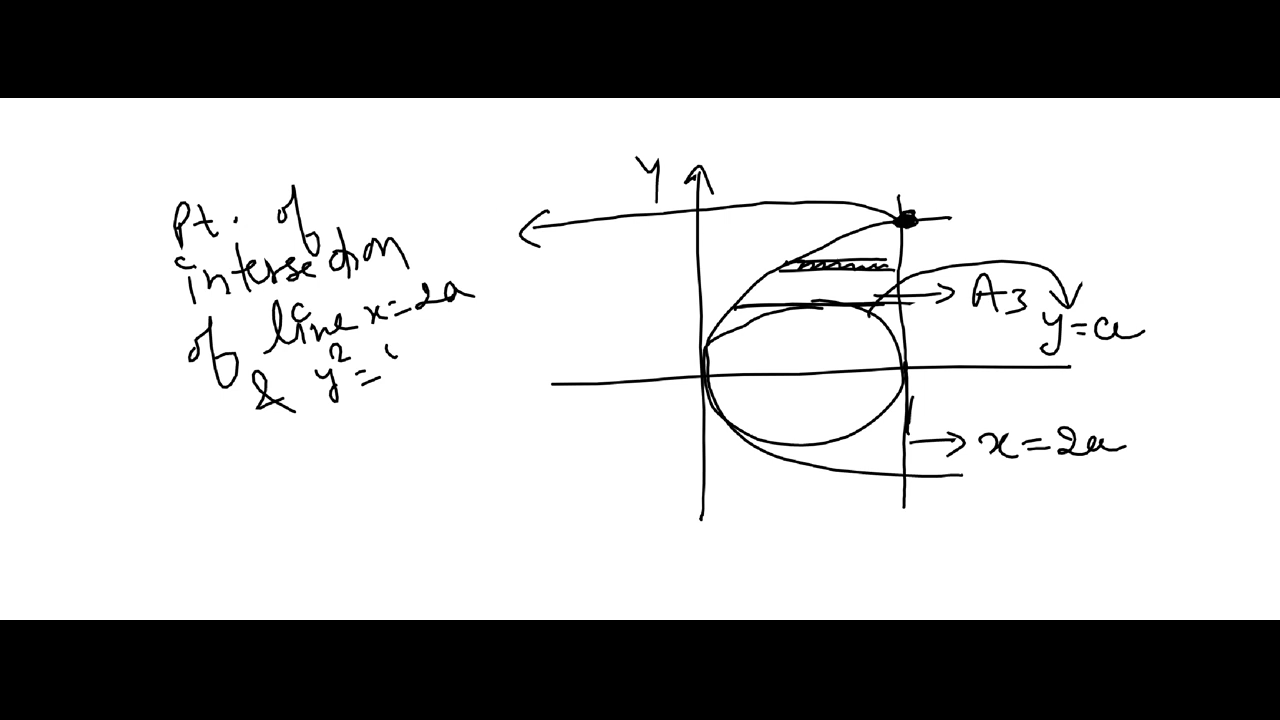 Pt. of
intersection
of line x=2a
& y²=
Y
A3
y=a
x=2a